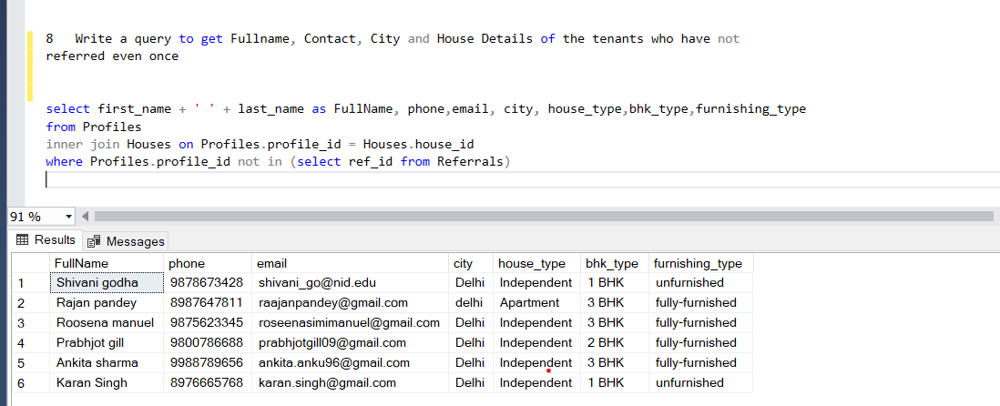 8 Write a query to get Fullname, Contact, City and House Details of the tenants who have not
referred even once
select first_name + ' ' + last_name as FullName, phone,email, city, house_type,bhk_type,furnishing_type
from Profiles
inner join Houses on Profiles.profile_id = Houses.house_id
where Profiles.profile_id not in (select ref_id from Referrals)
91 %
Results Messages
FullName phone email city house_type bhk_type furnishing_type
1 Shivani godha 9878673428 shivani_go@nid.edu Delhi Independent 1 BHK unfurnished
2 Rajan pandey 8987647811 raajanpandey@gmail.com delhi Apartment 3 BHK fully-furnished
3 Roosena manuel 9875623345 roseenasimimanuel@gmail.com Delhi Independent 3 BHK fully-furnished
4 Prabhjot gill 9800786688 prabhjotgill09@gmail.com Delhi Independent 2 BHK fully-furnished
5 Ankita sharma 9988789656 ankita.anku96@gmail.com Delhi Independent 3 BHK fully-furnished
6 Karan Singh 8976665768 karan.singh@gmail.com Delhi Independent 1 BHK unfurnished